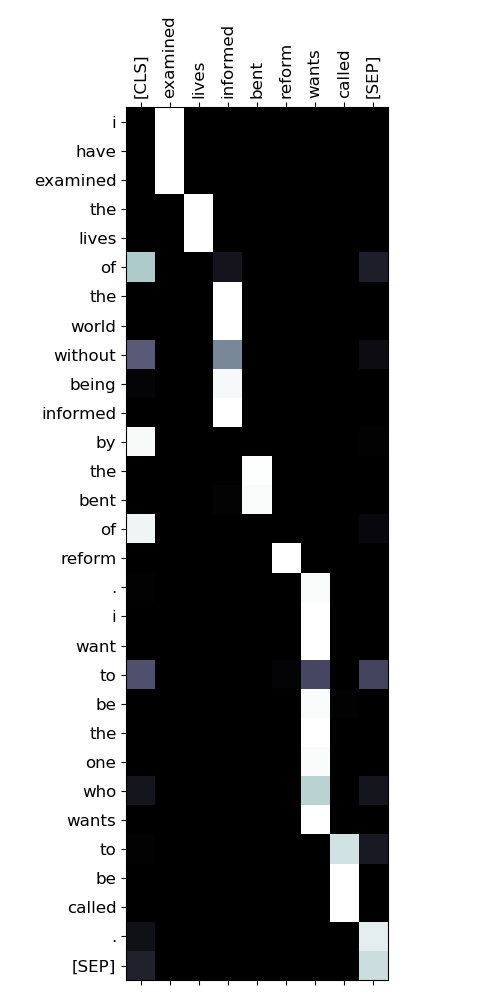 [CLS] examined lives informed bent reform wants called [SEP]
i
have
examined
the
lives
of
the
world
without
being
informed
by
the
bent
of
reform
.
i
want
to
be
the
one
who
wants
to
be
called
.
[SEP]